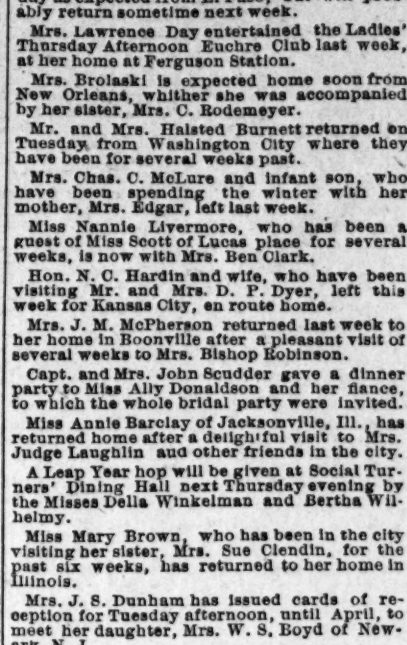 ably return sometime next week.
Mrs. Lawrence Day entertained the Ladies'
Thursday Afternoon Euchre Club last week,
at her home at Ferguson Station.
Mrs. Brolaski is expected home soon from
New Orleans, whither she was accompanied
by her sister, Mrs. C. Rodemeyer.
Mr. and Mrs. Halsted Burnett returned on
Tuesday from Washington City where they
have been for several weeks past.
Mrs. Chas. C. McLure and infant son, who
have been spending the winter with her
mother, Mrs. Edgar, left last week.
Miss Nannie Livermore, who has been a
guest of Miss Scott of Lucas place for several
weeks, is now with Mrs. Ben Clark.
Hon. N. C. Hardin and wife, who have been
visiting Mr. and Mrs. D. P. Dyer, left this
week for Kansas City, en route home.
Mrs. J. M. McPherson returned last week to
her home in Boonville after a pleasant visit of
several weeks to Mrs. Bishop Robinson.
Capt. and Mrs. John Scudder gave a dinner
party to Miss Ally Donaldson and her fiance,
to which the whole bridal party were invited.
Miss Annie Barclay of Jacksonville, Ill., has
returned home after a delightful visit to Mrs.
Judge Laughlin aud other friends in the city.
A Leap Year hop will be given at Social Tur-
ners' Dining Hall next Thursday evening by
the Misses Della Winkelman and Bertha Wil-
helmy.
Miss Mary Brown, who has been in the city
visiting her sister, Mrs. Sue Clendin, for the
past six weeks, has returned to her home in
Illinois.
Mrs. J. S. Dunham has issued cards of re-
ception for Tuesday afternoon, until April, to
meet her daughter, Mrs. W. S. Boyd of New-